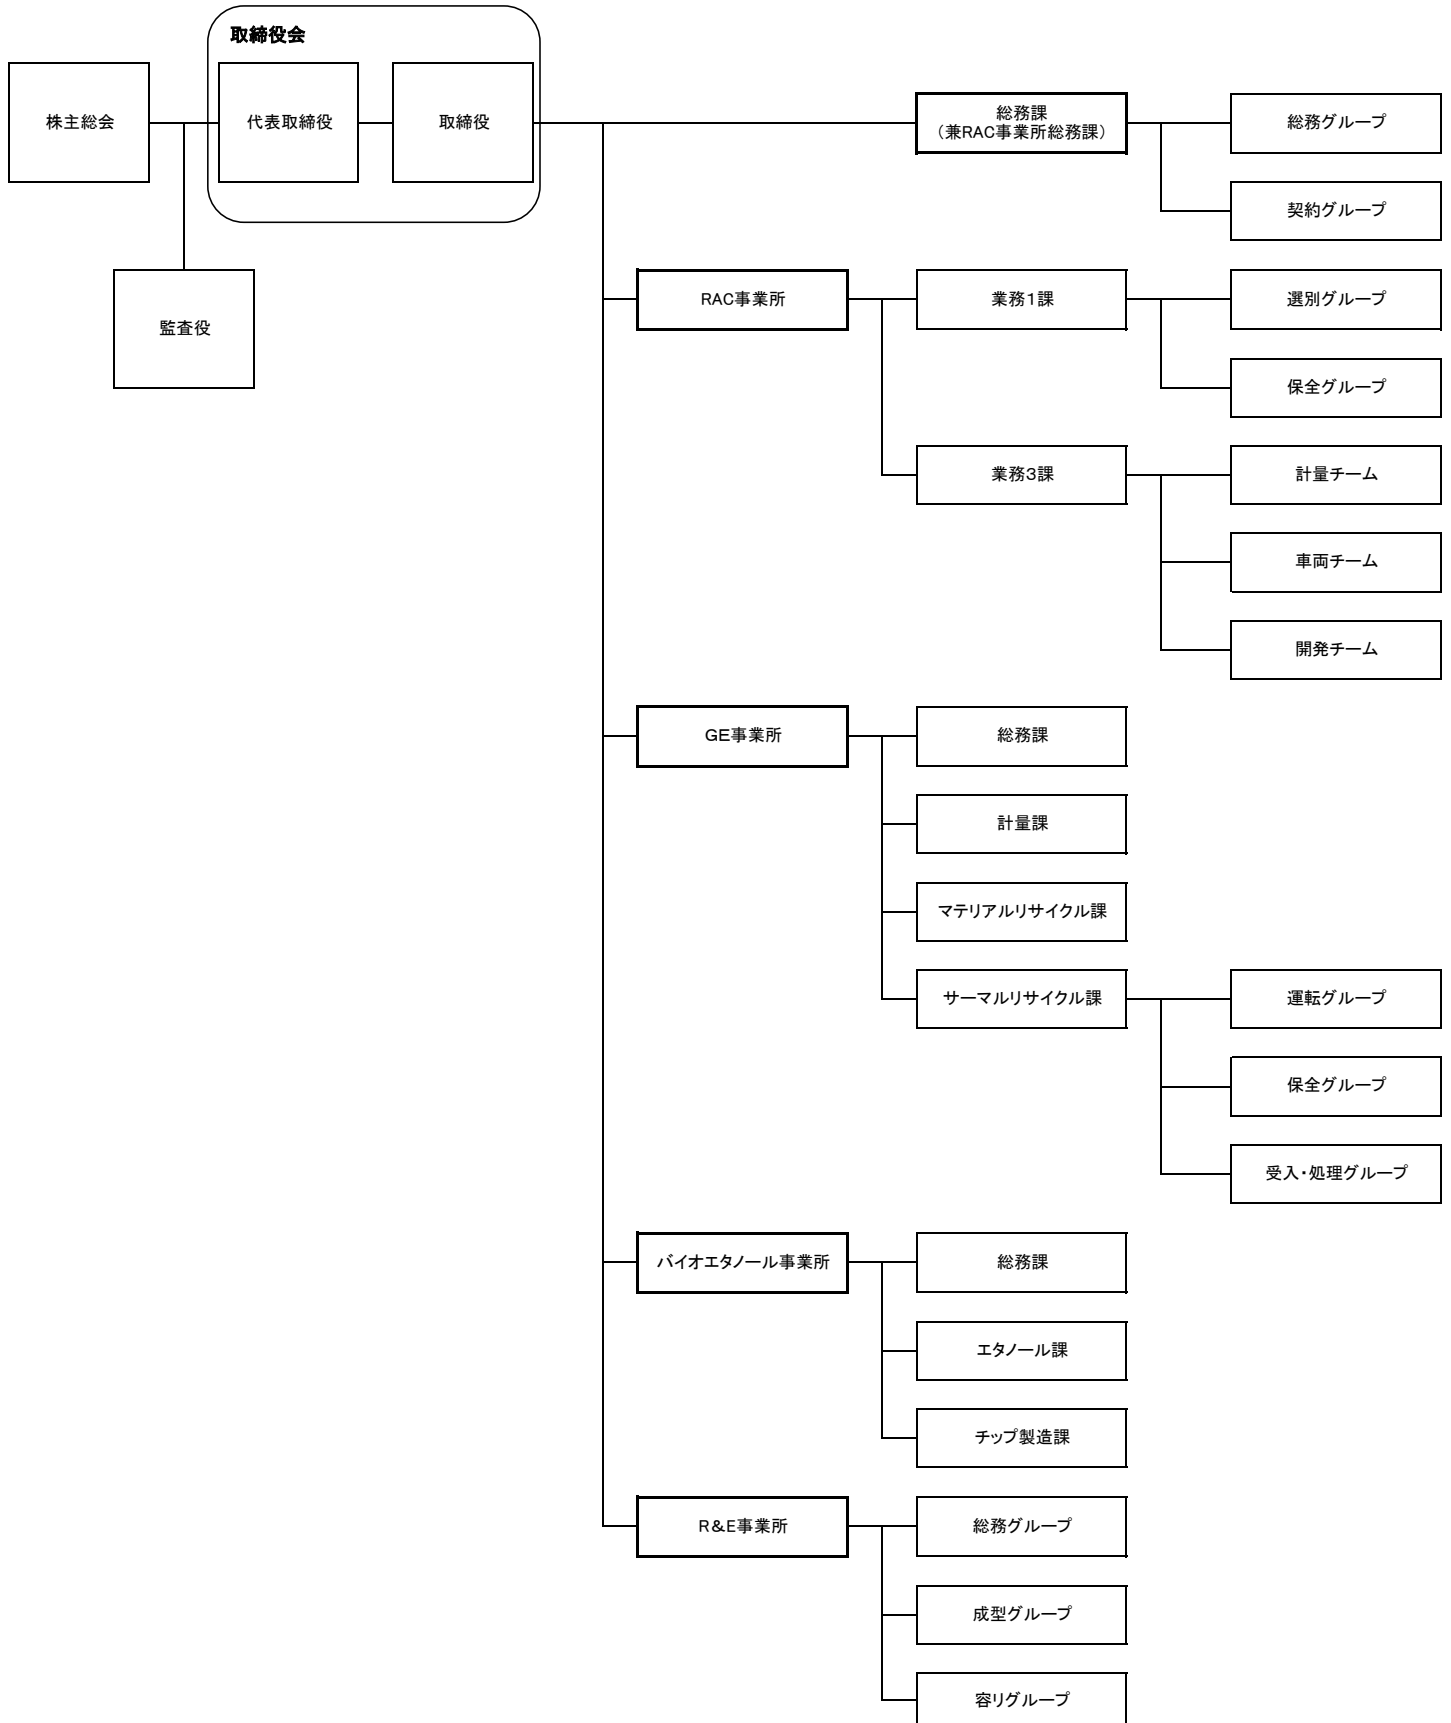 取締役会
株主総会
代表取締役
取締役
監査役
総務課
（兼RAC事業所総務課）
総務グループ
契約グループ
RAC事業所
業務１課
選別グループ
保全グループ
業務３課
計量チーム
車両チーム
開発チーム
GE事業所
総務課
計量課
マテリアルリサイクル課
サーマルリサイクル課
運転グループ
保全グループ
受入・処理グループ
バイオエタノール事業所
総務課
エタノール課
チップ製造課
R＆E事業所
総務グループ
成型グループ
容リグループ